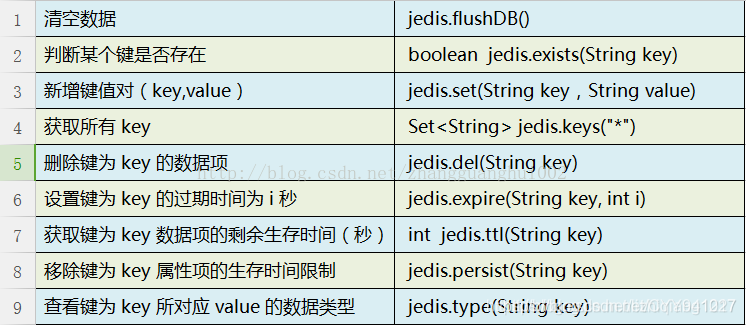 1 清空数据 jedis.flushDB()
2 判断某个键是否存在 boolean jedis.exists(String key)
3 新增键值对（key,value） jedis.set(String key，String value)
4 获取所有 key Set<String> jedis.keys("*")
5 删除键为 key 的数据项 jedis.del(String key)
http://blog.csdn.net/zhangguanghui002
6 设置键为 key 的过期时间为 i 秒 jedis.expire(String key, int i)
7 获取键为 key 数据项的剩余生存时间（秒） int jedis.ttl(String key)
8 移除键为 key 属性项的生存时间限制 jedis.persist(String key)
9 查看键为 key 所对应 value 的数据类型 jedis.type(String key)